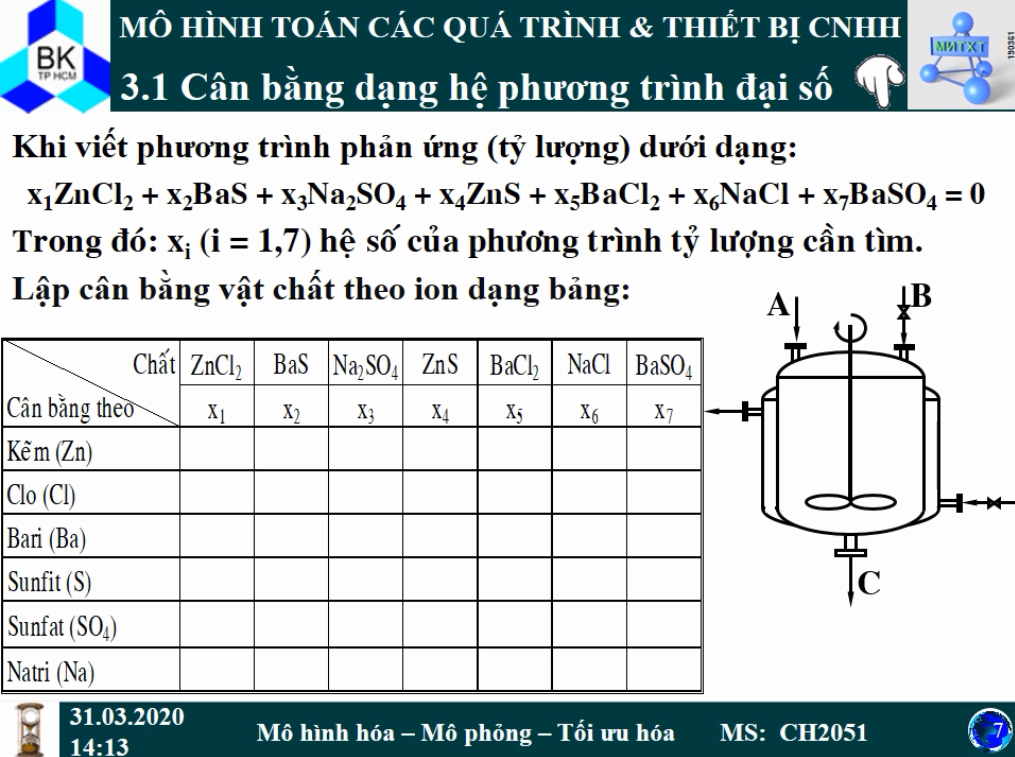 BK
TP HCM
MÔ HÌNH TOÁN CÁC QUÁ TRÌNH & THIẾT BỊ CNHH
3.1 Cân bằng dạng hệ phương trình đại số
МИТХТ
190361
Khi viết phương trình phản ứng (tỷ lượng) dưới dạng:
x₁ZnCl₂ + x₂BaS + x₃Na₂SO₄ + x₄ZnS + x₅BaCl₂ + x₆NaCl + x₇BaSO₄ = 0
Trong đó: xᵢ (i = 1,7) hệ số của phương trình tỷ lượng cần tìm.
Lập cân bằng vật chất theo ion dạng bảng:
Chất ZnCl₂ BaS Na₂SO₄ ZnS BaCl₂ NaCl BaSO₄
Cân bằng theo x₁ x₂ x₃ x₄ x₅ x₆ x₇
Kẽm (Zn)
Clo (Cl)
Bari (Ba)
Sunfit (S)
Sunfat (SO₄)
Natri (Na)
A
B
C
31.03.2020
14:13
Mô hình hóa – Mô phỏng – Tối ưu hóa MS: CH2051
7